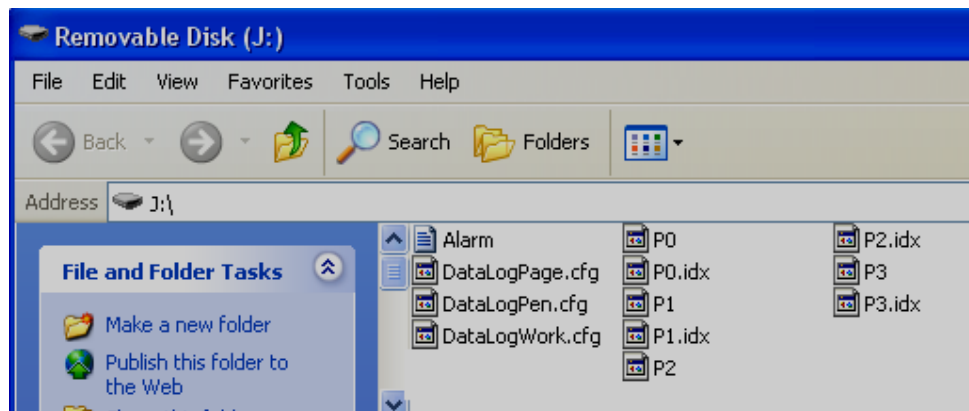 Removable Disk (J:)
File Edit View Favorites Tools Help
Back Search Folders
Address J:\
File and Folder Tasks
Make a new folder
Publish this folder to
the Web
Alarm
DataLogPage.cfg
DataLogPen.cfg
DataLogWork.cfg
P0
P0.idx
P1
P1.idx
P2
P2.idx
P3
P3.idx